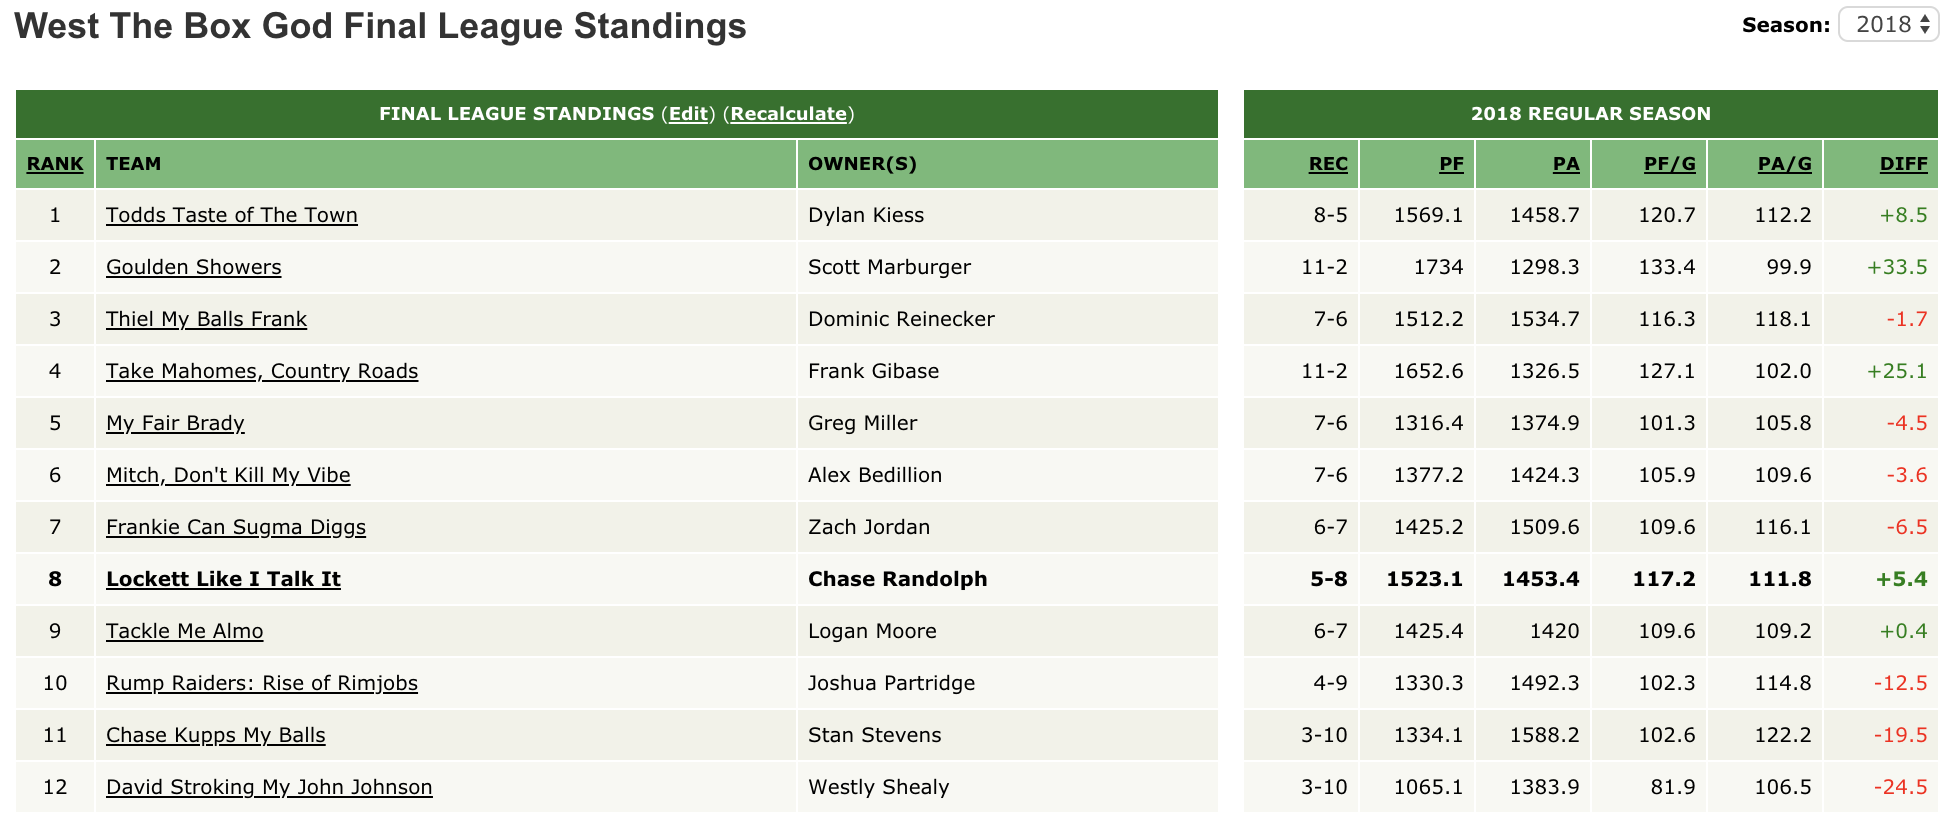 West The Box God Final League Standings
Season: 2018
FINAL LEAGUE STANDINGS (Edit) (Recalculate) 2018 REGULAR SEASON
RANK TEAM OWNER(S) REC PF PA PF/G PA/G DIFF
1 Todds Taste of The Town Dylan Kiess 8-5 1569.1 1458.7 120.7 112.2 +8.5
2 Goulden Showers Scott Marburger 11-2 1734 1298.3 133.4 99.9 +33.5
3 Thiel My Balls Frank Dominic Reinecker 7-6 1512.2 1534.7 116.3 118.1 -1.7
4 Take Mahomes, Country Roads Frank Gibase 11-2 1652.6 1326.5 127.1 102.0 +25.1
5 My Fair Brady Greg Miller 7-6 1316.4 1374.9 101.3 105.8 -4.5
6 Mitch, Don't Kill My Vibe Alex Bedillion 7-6 1377.2 1424.3 105.9 109.6 -3.6
7 Frankie Can Sugma Diggs Zach Jordan 6-7 1425.2 1509.6 109.6 116.1 -6.5
8 Lockett Like I Talk It Chase Randolph 5-8 1523.1 1453.4 117.2 111.8 +5.4
9 Tackle Me Almo Logan Moore 6-7 1425.4 1420 109.6 109.2 +0.4
10 Rump Raiders: Rise of Rimjobs Joshua Partridge 4-9 1330.3 1492.3 102.3 114.8 -12.5
11 Chase Kupps My Balls Stan Stevens 3-10 1334.1 1588.2 102.6 122.2 -19.5
12 David Stroking My John Johnson Westly Shealy 3-10 1065.1 1383.9 81.9 106.5 -24.5